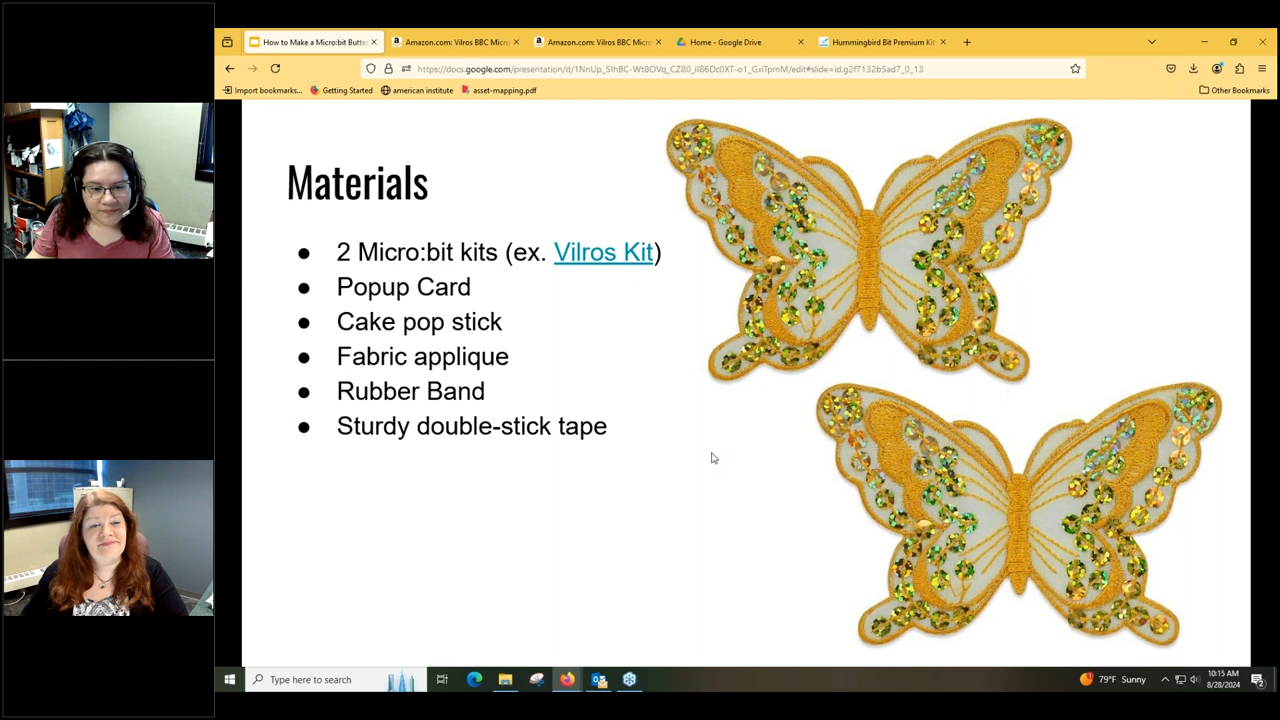 How to Make a Micro:bit Butter
Amazon.com: Vilros BBC Micro
Amazon.com: Vilros BBC Micro
Home - Google Drive
Hummingbird Bit Premium Kit
Import bookmarks...
Getting Started
american institute
asset-mapping.pdf
Other Bookmarks
Materials
● 2 Micro:bit kits (ex. Vilros Kit)
● Popup Card
● Cake pop stick
● Fabric applique
● Rubber Band
● Sturdy double-stick tape
Type here to search
79°F Sunny
10:15 AM
8/28/2024